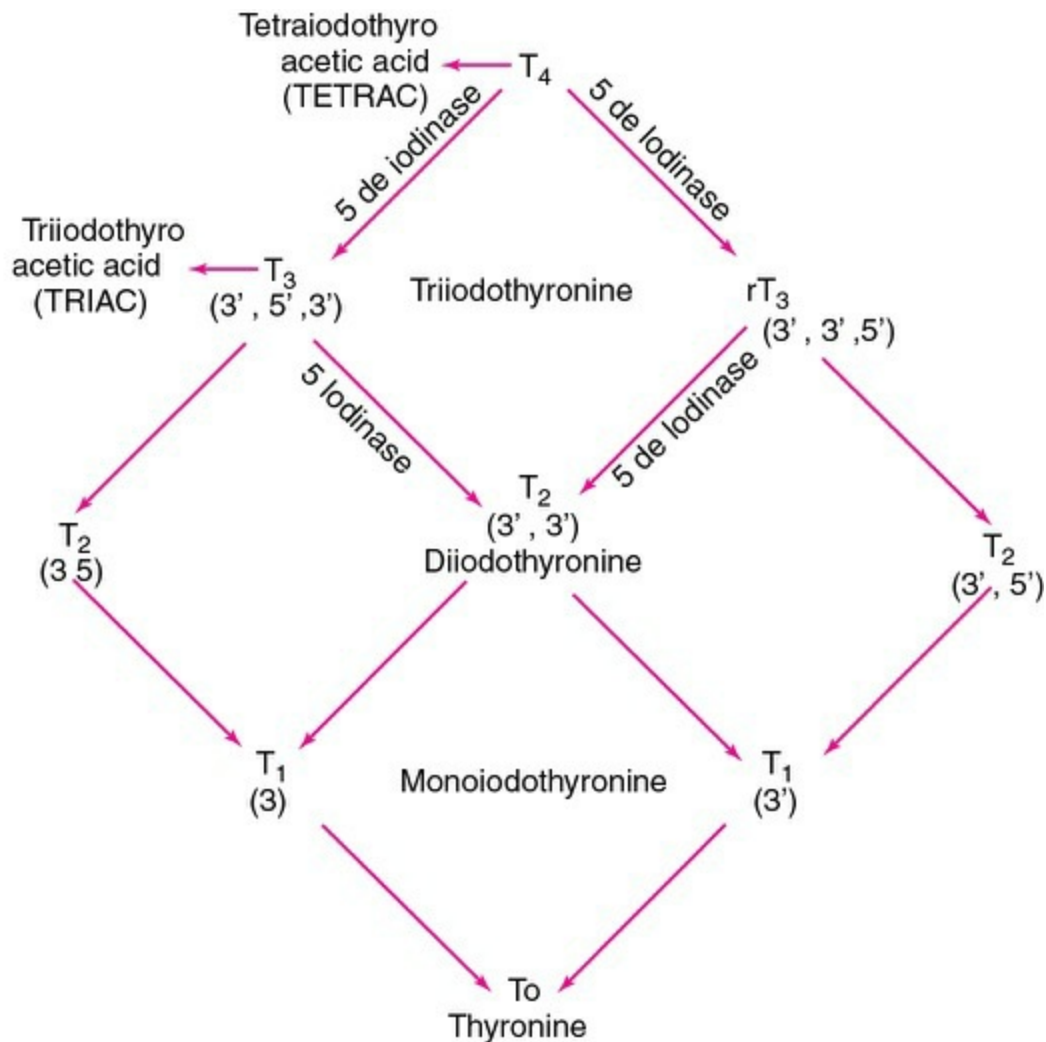 Tetraiodothyro
acetic acid
(TETRAC)
T₄
5 de iodinase
5 de Iodinase
Triiodothyro
acetic acid
(TRIAC)
T₃
(3’ , 5’ ,3’)
Triiodothyronine
rT₃
(3’ , 3’ ,5’)
5 Iodinase
5 de Iodinase
T₂
(3 5)
T₂
(3’ , 3’)
Diiodothyronine
T₂
(3’ , 5’)
T₁
(3)
Monoiodothyronine
T₁
(3’)
To
Thyronine